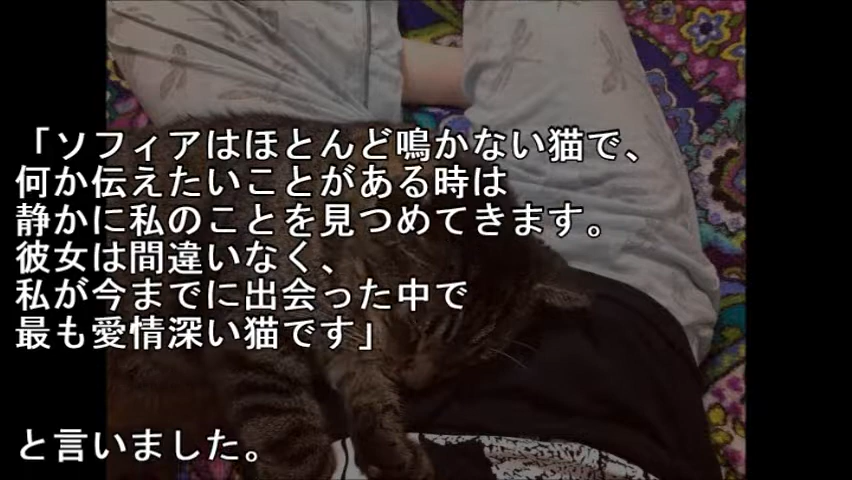 「ソフィアはほとんど鳴かない猫で、
何か伝えたいことがある時は
静かに私のことを見つめてきます。
彼女は間違いなく、
私が今までに出会った中で
最も愛情深い猫です」
と言いました。